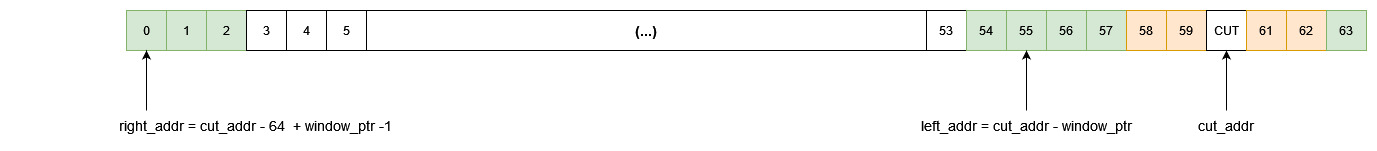 0 1 2 3 4 5 (...) 53 54 55 56 57 58 59 CUT 61 62 63
right_addr = cut_addr - 64 + window_ptr -1 left_addr = cut_addr - window_ptr cut_addr